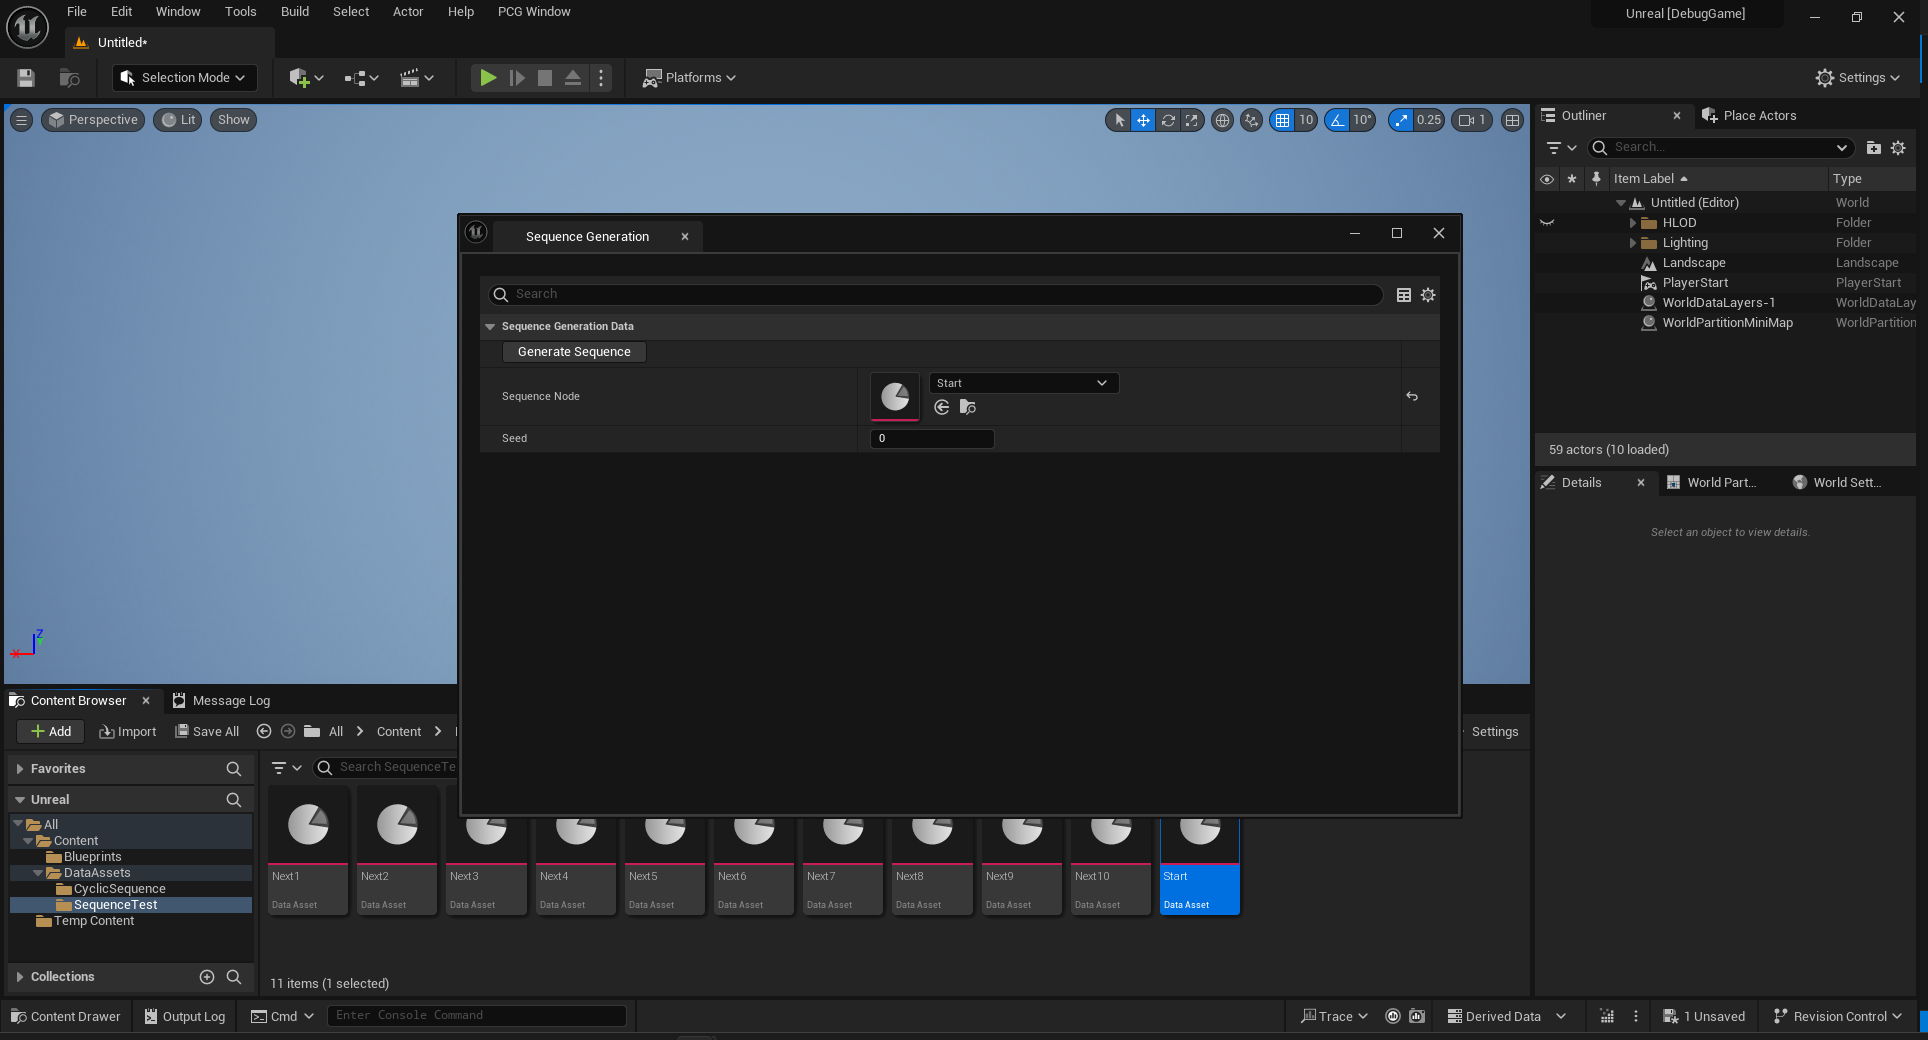 File Edit Window Tools Build Select Actor Help PCG Window
Unreal [DebugGame]
Untitled*
Selection Mode
Platforms
Settings
Perspective Lit Show
10 10° 0.25 1
Outliner Place Actors
Search...
Item Label Type
Untitled (Editor) World
HLOD Folder
Lighting Folder
Landscape Landscape
PlayerStart PlayerStart
WorldDataLayers-1 WorldDataLay
WorldPartitionMiniMap WorldPartition
59 actors (10 loaded)
Details World Part... World Sett...
Select an object to view details.
Sequence Generation
Search
Sequence Generation Data
Generate Sequence
Sequence Node Start
Seed 0
Z
X
Content Browser Message Log
Add Import Save All All Content
Settings
Favorites
Search SequenceTe
Unreal
All
Content
Blueprints
DataAssets
CyclicSequence
SequenceTest
Temp Content
Collections
Next1 Next2 Next3 Next4 Next5 Next6 Next7 Next8 Next9 Next10 Start
Data Asset Data Asset Data Asset Data Asset Data Asset Data Asset Data Asset Data Asset Data Asset Data Asset Data Asset
11 items (1 selected)
Content Drawer Output Log Cmd Enter Console Command
Trace Derived Data 1 Unsaved Revision Control